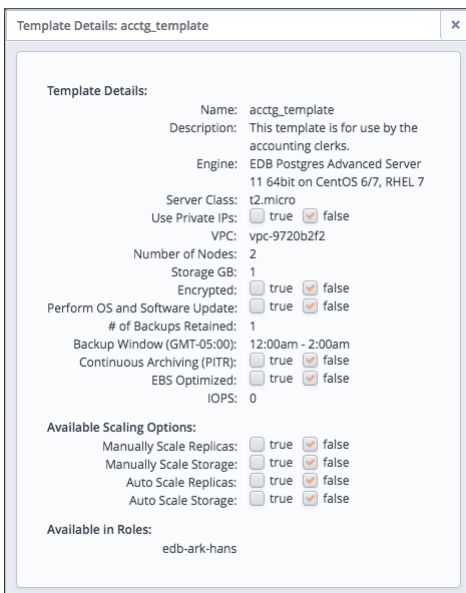 Template Details: acctg_template
Template Details:
Name: acctg_template
Description: This template is for use by the
accounting clerks.
Engine: EDB Postgres Advanced Server
11 64bit on CentOS 6/7, RHEL 7
Server Class: t2.micro
Use Private IPs: true false
VPC: vpc-9720b2f2
Number of Nodes: 2
Storage GB: 1
Encrypted: true false
Perform OS and Software Update: true false
# of Backups Retained: 1
Backup Window (GMT-05:00): 12:00am - 2:00am
Continuous Archiving (PITR): true false
EBS Optimized: true false
IOPS: 0
Available Scaling Options:
Manually Scale Replicas: true false
Manually Scale Storage: true false
Auto Scale Replicas: true false
Auto Scale Storage: true false
Available in Roles:
edb-ark-hans